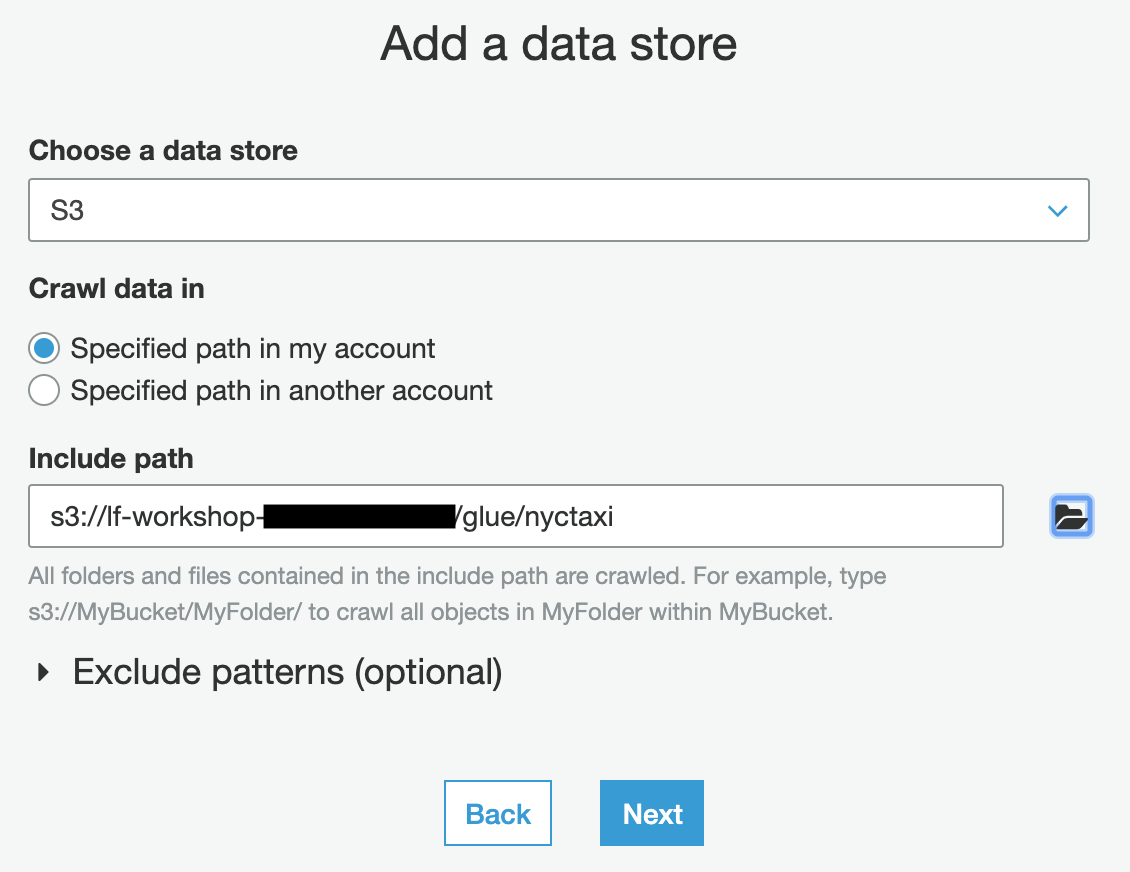 Add a data store
Choose a data store
S3
Crawl data in
Specified path in my account
Specified path in another account
Include path
s3://lf-workshop-/glue/nyctaxi
All folders and files contained in the include path are crawled. For example, type
s3://MyBucket/MyFolder/ to crawl all objects in MyFolder within MyBucket.
Exclude patterns (optional)
Back
Next